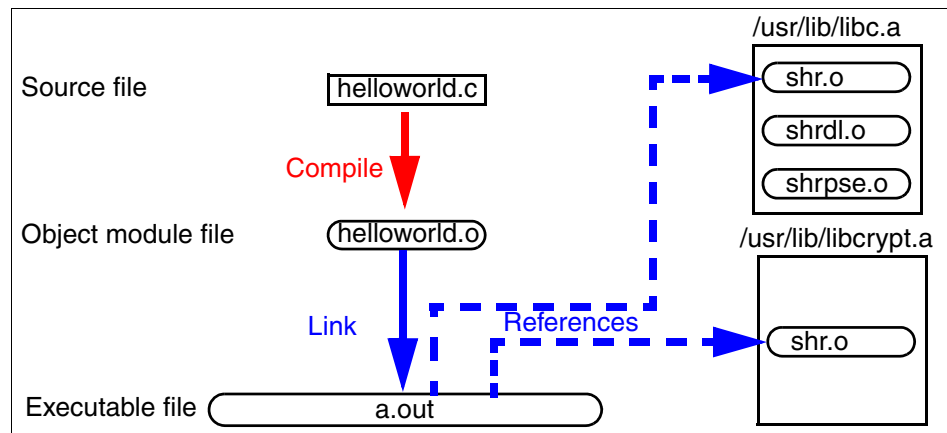 /usr/lib/libc.a
Source file
helloworld.c
shr.o
shrdl.o
Compile
shrpse.o
Object module file
helloworld.o
/usr/lib/libcrypt.a
Link
References
shr.o
Executable file
a.out